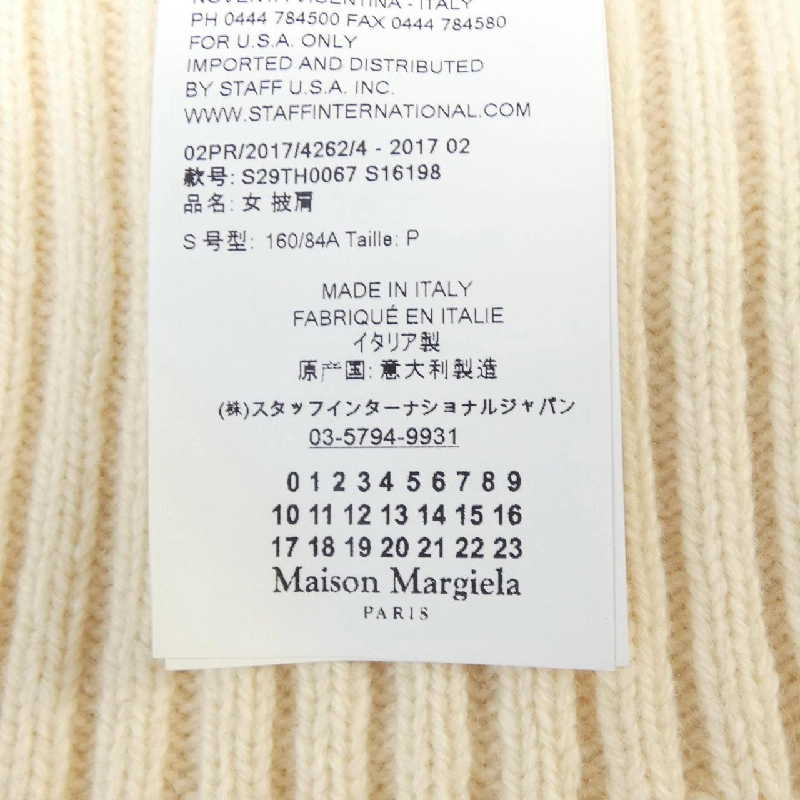 NOVENTA VICENTINA - ITALY
PH 0444 784500 FAX 0444 784580
FOR U.S.A. ONLY
IMPORTED AND DISTRIBUTED
BY STAFF U.S.A. INC.
WWW.STAFFINTERNATIONAL.COM
02PR/2017/4262/4 - 2017 02
款号: S29TH0067 S16198
品名: 女 披肩
S 号型: 160/84A Taille: P
MADE IN ITALY
FABRIQUÉ EN ITALIE
イタリア製
原产国: 意大利製造
(株)スタッフインターナショナルジャパン
03-5794-9931
0 1 2 3 4 5 6 7 8 9
10 11 12 13 14 15 16
17 18 19 20 21 22 23
Maison Margiela
PARIS